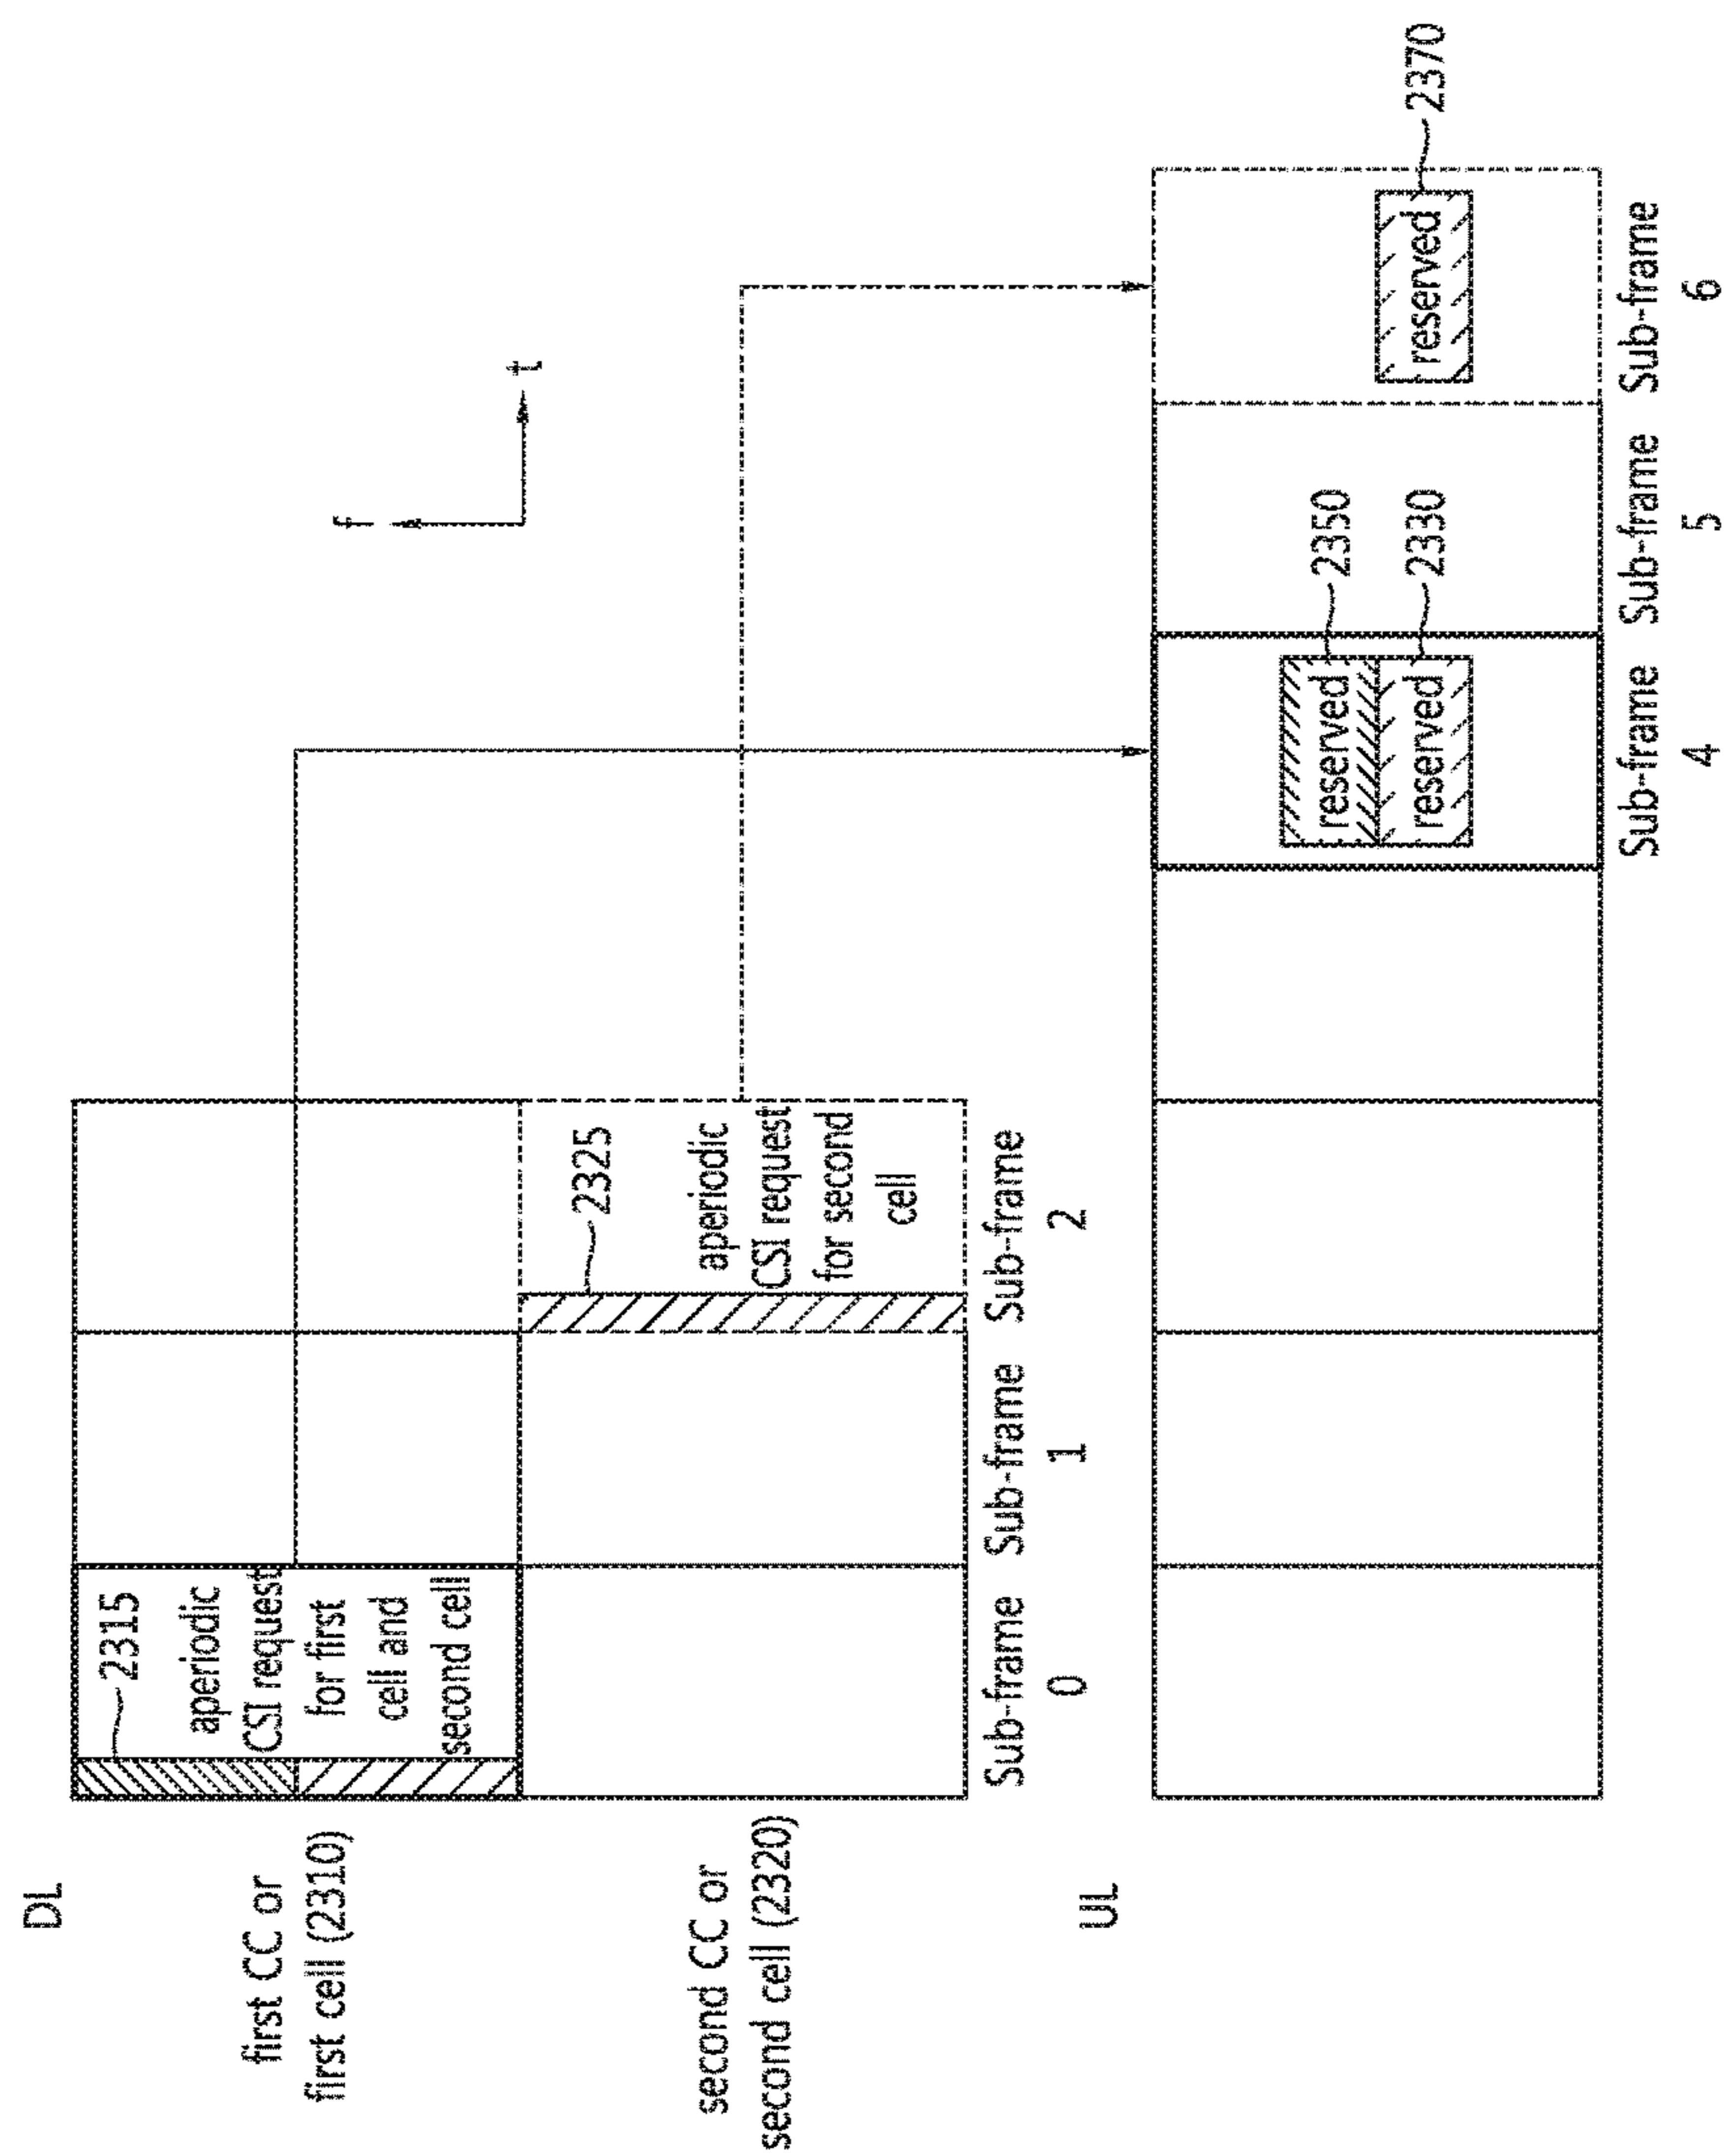 DL
first CC or
first cell (2310)
2315
aperiodic
CSI request
for first
cell and
second cell
f
t
second CC or
second cell (2320)
2325
aperiodic
CSI request
for second
cell
Sub-frame
0
Sub-frame
1
Sub-frame
2
UL
reserved
2350
reserved
2330
reserved
2370
Sub-frame
4
Sub-frame
5
Sub-frame
6